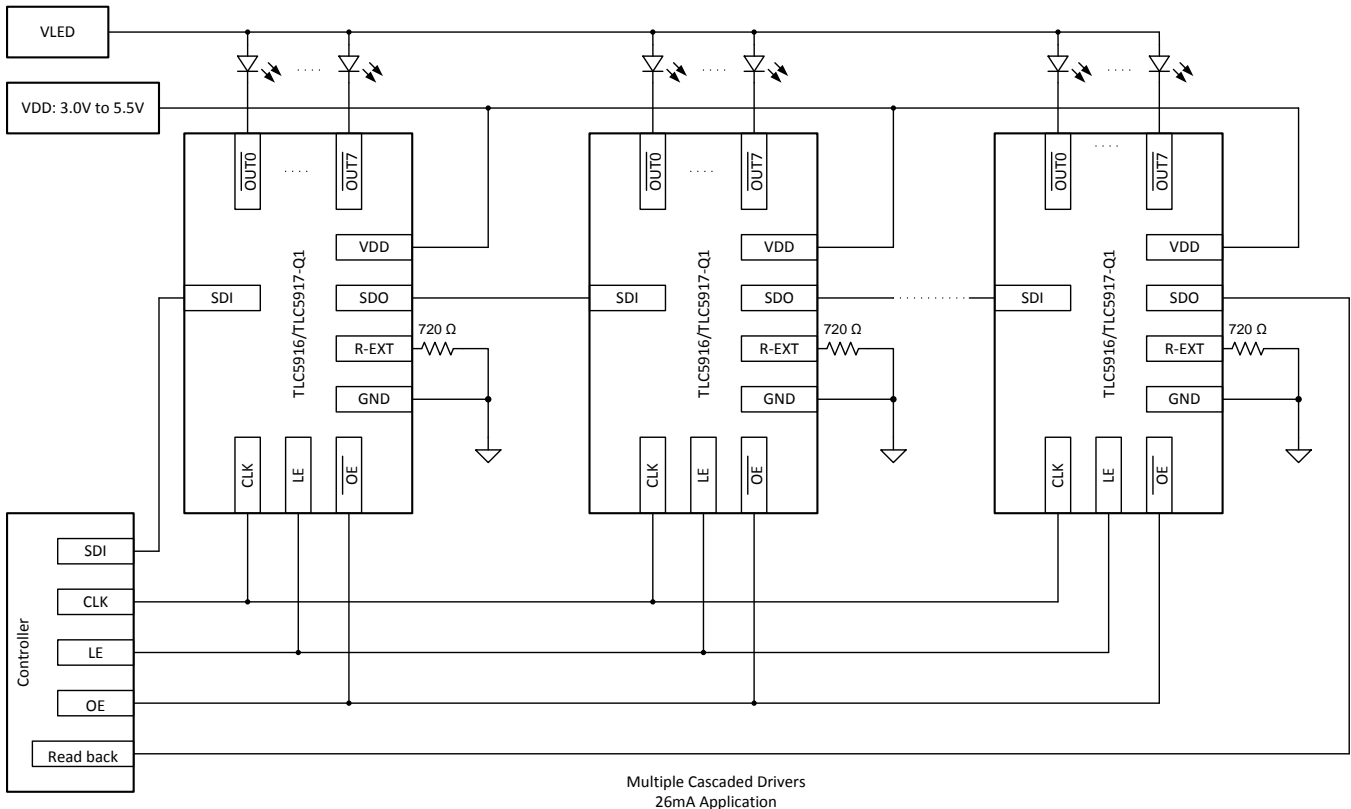 VLED
VDD: 3.0V to 5.5V
OUT0
OUT7
VDD
SDI
SDO
720 Ω
R-EXT
GND
TLC5916/TLC5917-Q1
CLK
LE
OE
OUT0
OUT7
VDD
SDI
SDO
720 Ω
R-EXT
GND
TLC5916/TLC5917-Q1
CLK
LE
OE
OUT0
OUT7
VDD
SDI
SDO
720 Ω
R-EXT
GND
TLC5916/TLC5917-Q1
CLK
LE
OE
Controller
SDI
CLK
LE
OE
Read back
Multiple Cascaded Drivers
26mA Application